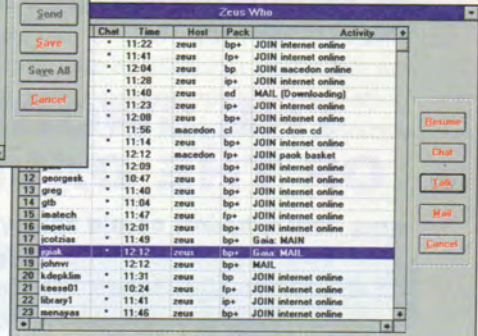 Send
Save
Save All
Cancel
Zeus Who
Chat Time Host Pack Activity
* 11:22 zeus bp+ JOIN internet online
* 11:41 zeus fp+ JOIN internet online
* 12:04 zeus bp JOIN macedon online
11:28 zeus ip+ JOIN internet online
* 11:40 zeus ed MAIL (Downloading)
* 11:23 zeus ip+ JOIN internet online
* 12:08 zeus bp+ JOIN internet online
11:56 macedon cl JOIN cdrom cd
* 11:14 zeus bp+ JOIN internet online
12:12 macedon fp+ JOIN paok basket
* 12:09 zeus bp+ JOIN internet online
12 georgesk * 10:47 zeus bp+ JOIN internet online
13 greg * 11:40 zeus bp+ JOIN internet online
14 gtb * 11:04 zeus bp+ JOIN internet online
15 imatech * 11:47 zeus fp+ JOIN internet online
16 impetus * 12:01 zeus bp+ JOIN internet online
17 jcotzias * 11:49 zeus bp+ Gaia: MAIN
18 * 12:12 zeus bp+ Gaia: MAIL
19 johnvr 12:12 zeus bp+ MAIL
20 kdepklim * 11:31 zeus bp JOIN internet online
21 keese01 * 10:24 zeus fp+ JOIN internet online
22 library1 * 11:41 zeus ip+ JOIN internet online
23 menayas * 11:46 zeus bp+ JOIN internet online
Resume
Chat
Talk
Mail
Cancel